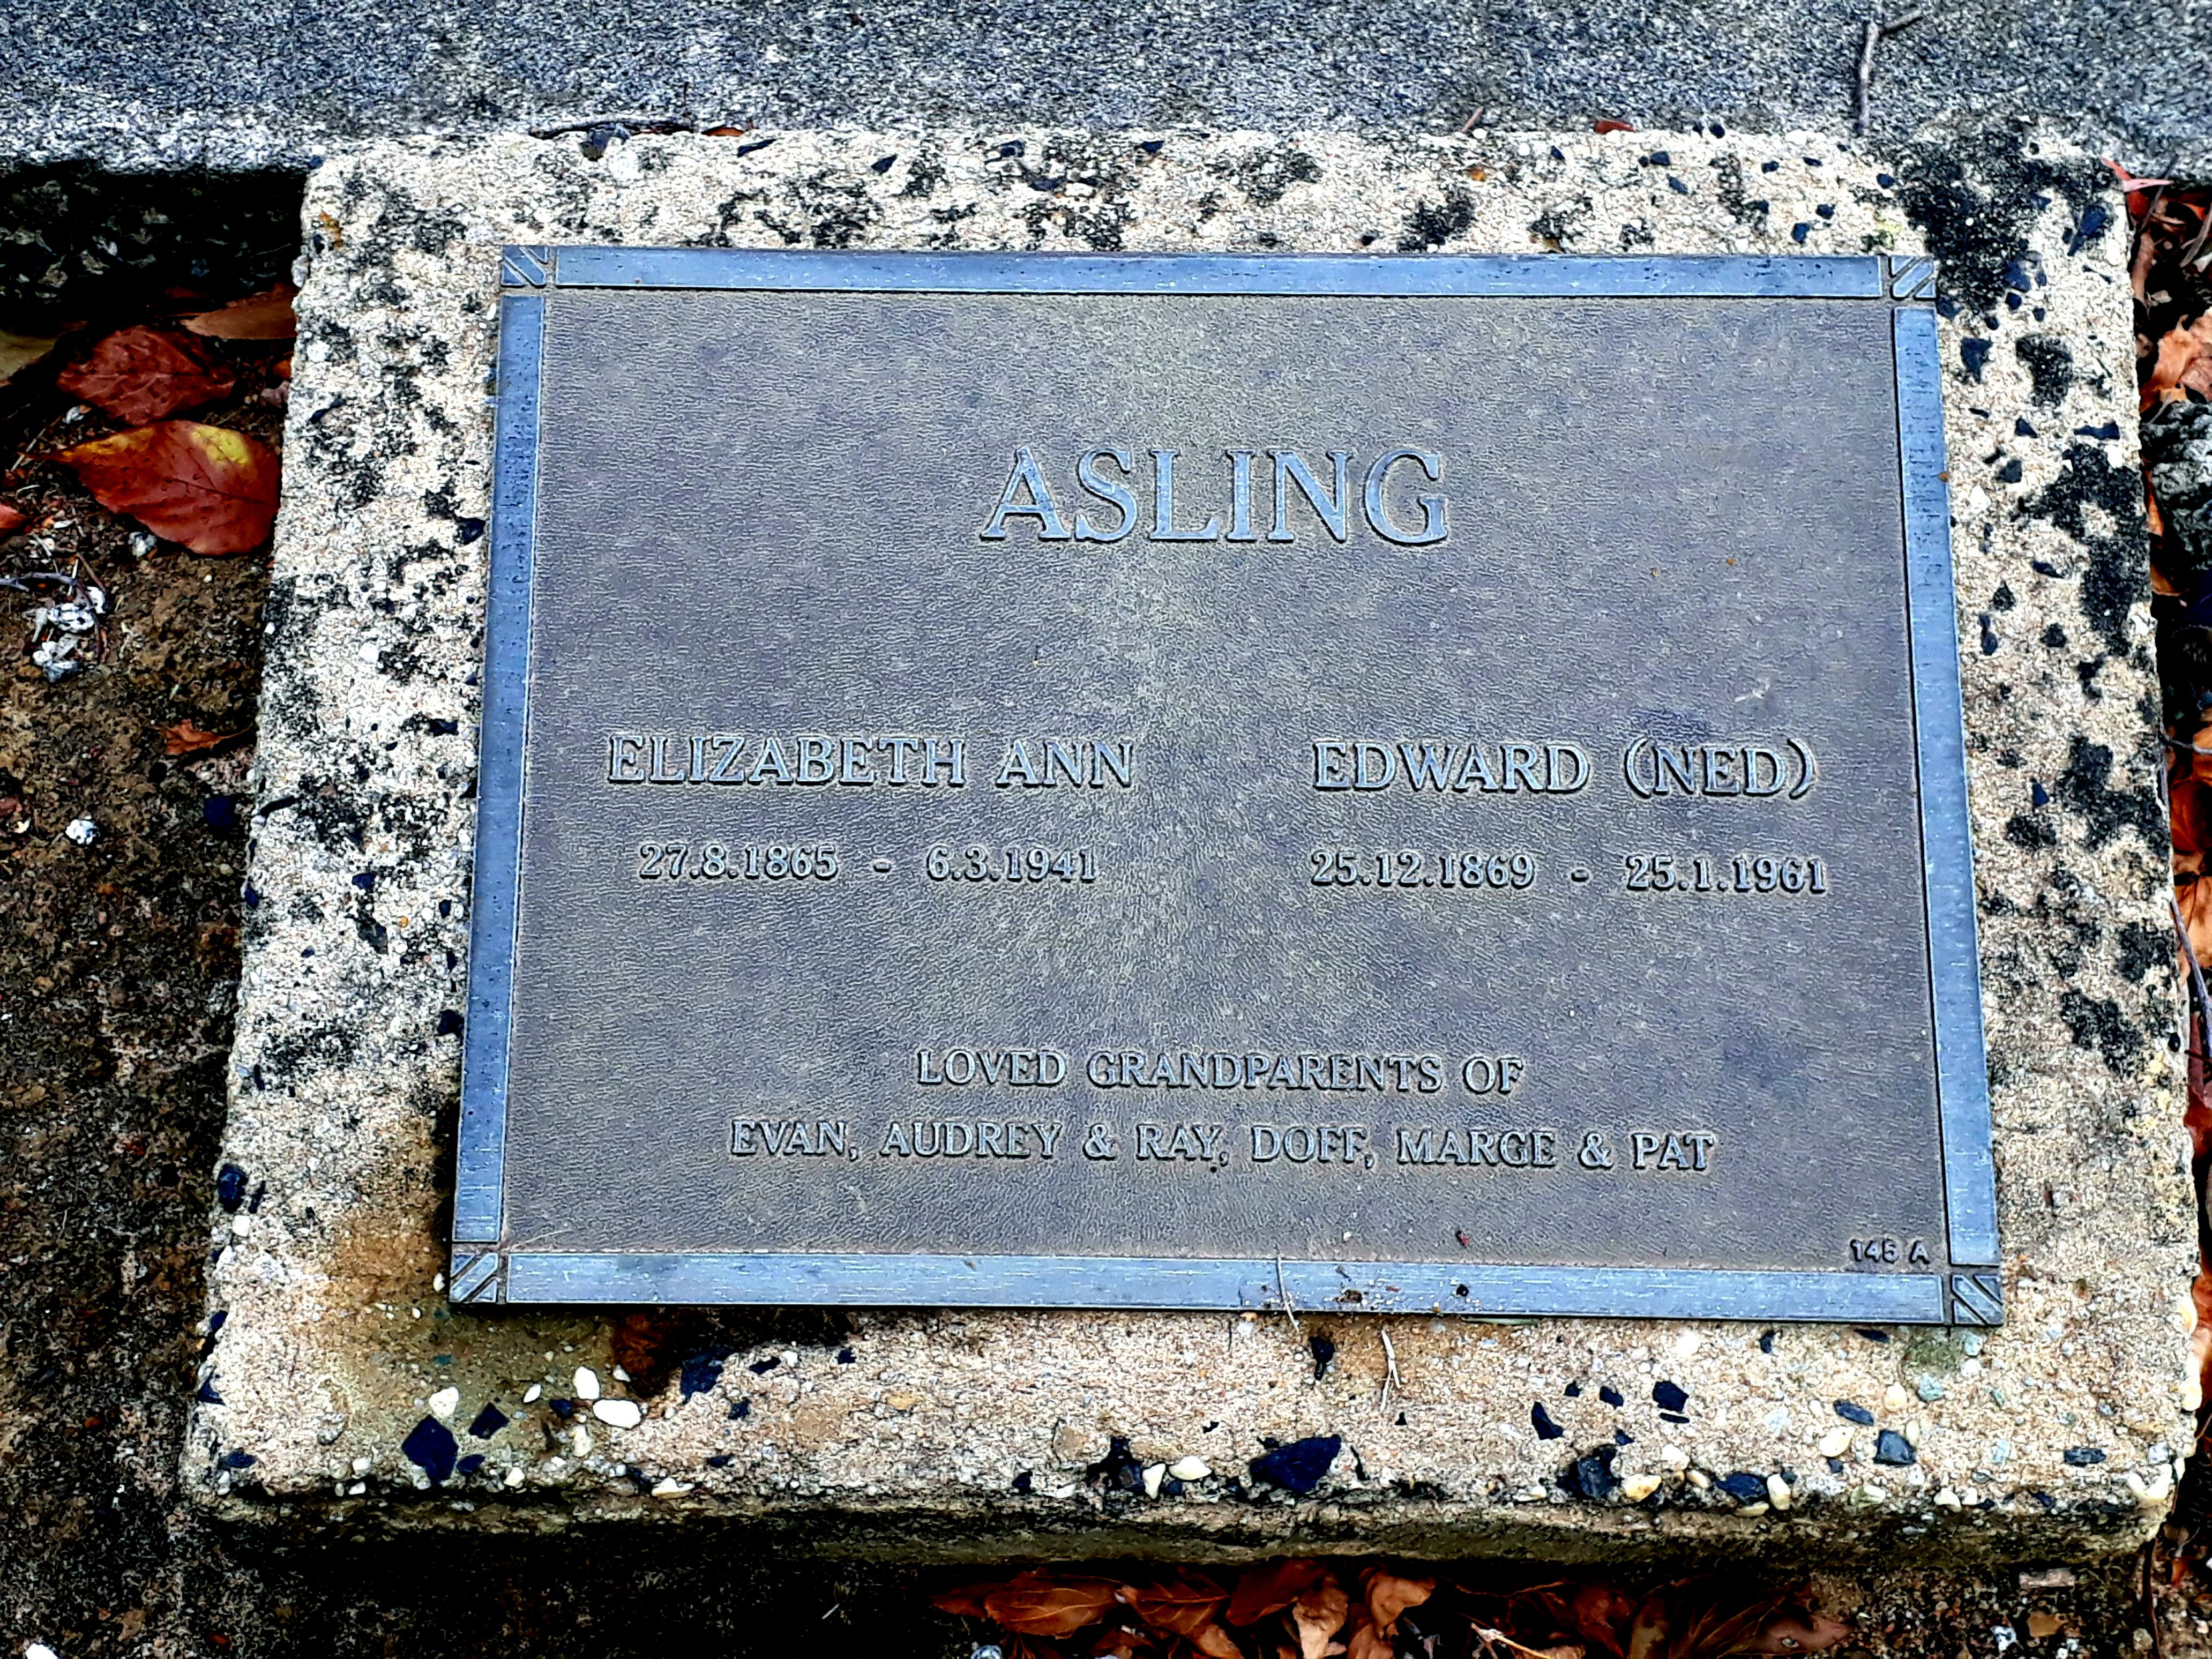 ASLING
ELIZABETH ANN EDWARD (NED)
27.8.1865 - 6.3.1941 25.12.1869 - 25.1.1961
LOVED GRANDPARENTS OF
EVAN, AUDREY & RAY, DOFF, MARGE & PAT